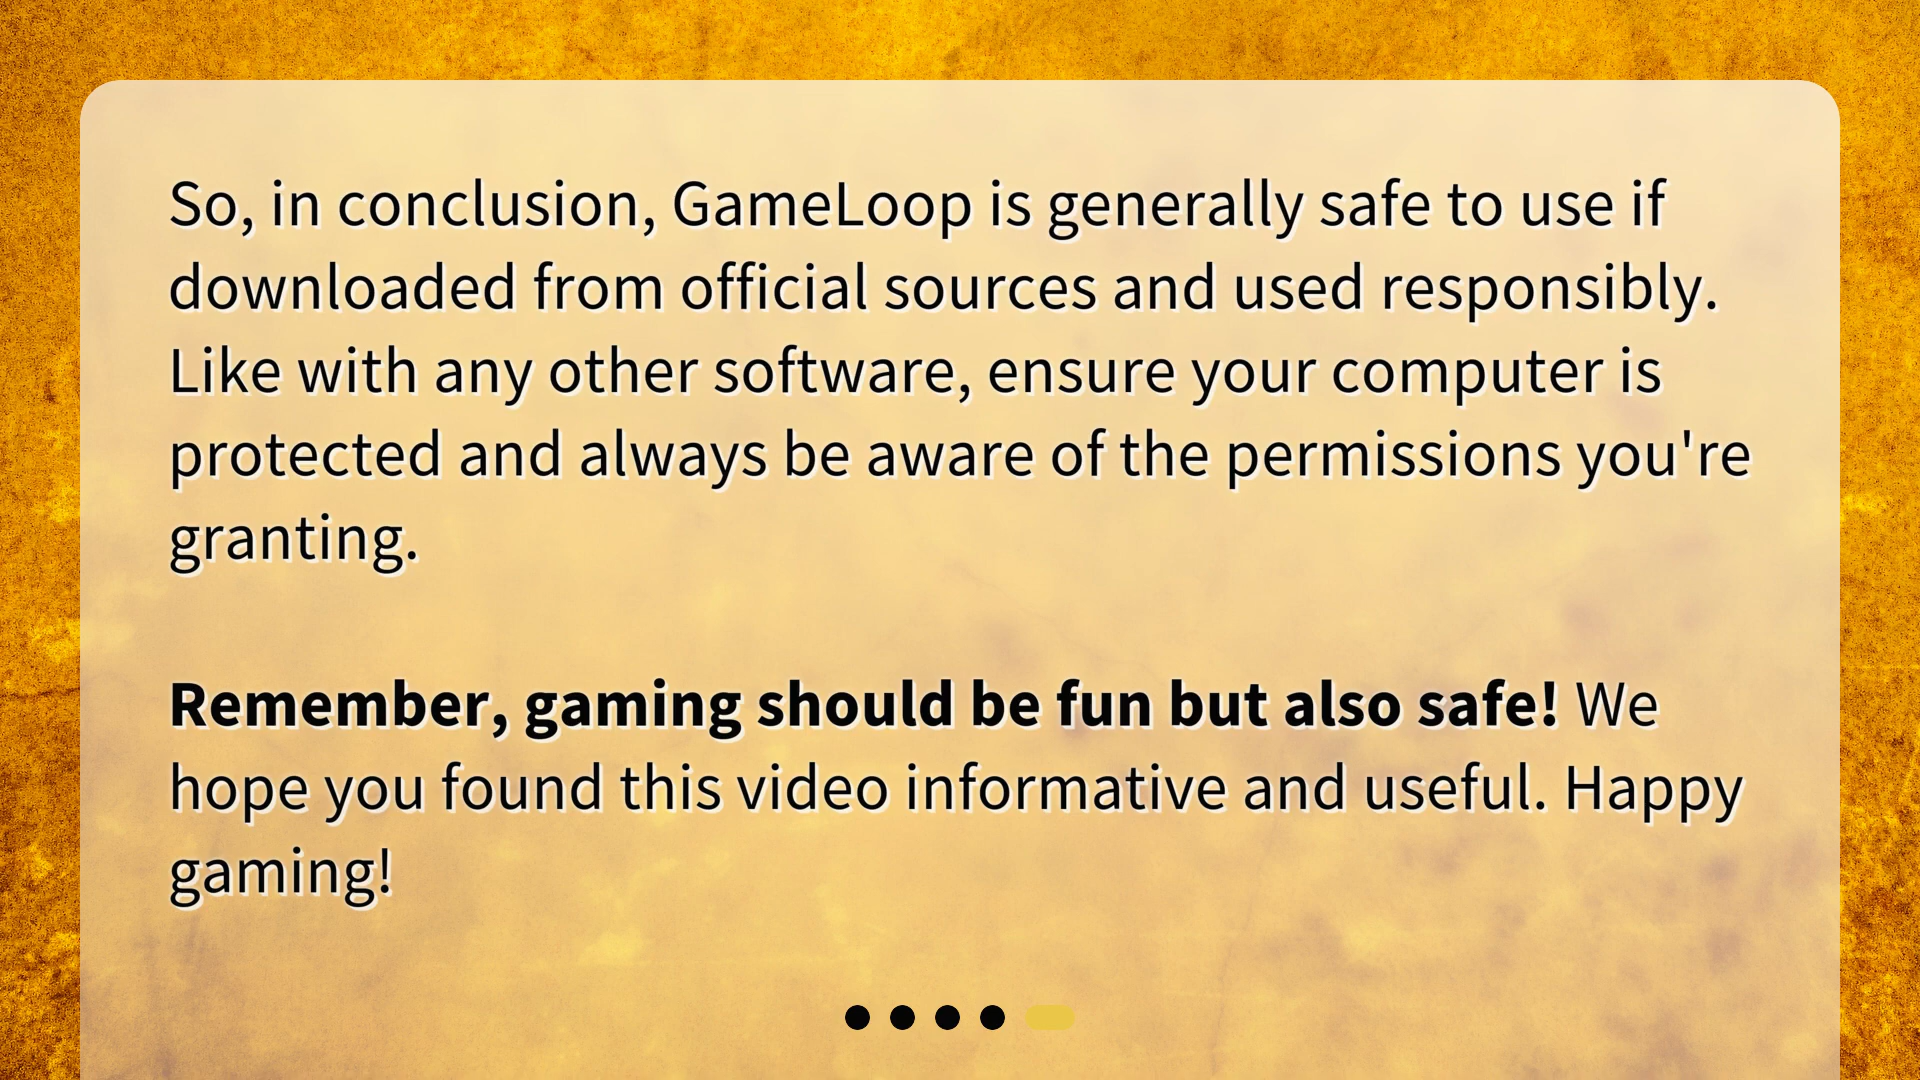 So, in conclusion, GameLoop is generally safe to use if
downloaded from official sources and used responsibly.
Like with any other software, ensure your computer is
protected and always be aware of the permissions you're
granting.
Remember, gaming should be fun but also safe! We
hope you found this video informative and useful. Happy
gaming!